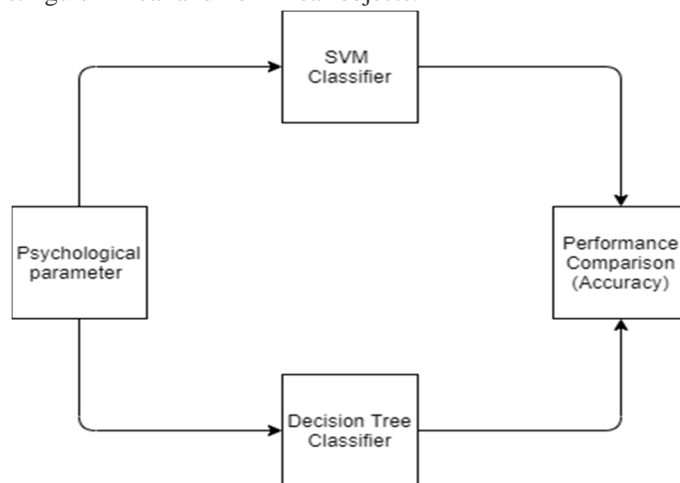 SVM
Classifier
Psychological
parameter
Performance
Comparison
(Accuracy)
Decision Tree
Classifier